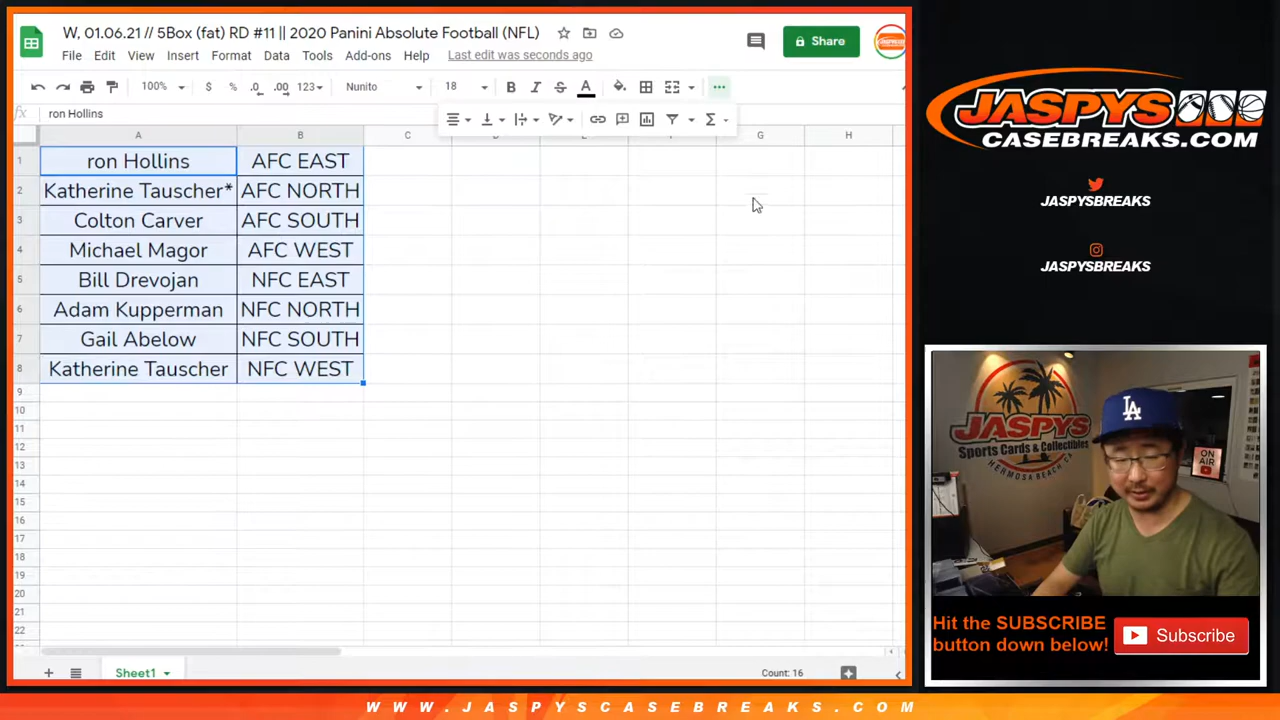 W, 01.06.21 // 5Box (fat) RD #11 || 2020 Panini Absolute Football (NFL)
File Edit View Insert Format Data Tools Add-ons Help Last edit was seconds ago
Share
100% $ % .0 .00 123 Nunito 18 B I S A
fx ron Hollins
A B C D E F G H
1 ron Hollins AFC EAST
2 Katherine Tauscher* AFC NORTH
3 Colton Carver AFC SOUTH
4 Michael Magor AFC WEST
5 Bill Drevojan NFC EAST
6 Adam Kupperman NFC NORTH
7 Gail Abelow NFC SOUTH
8 Katherine Tauscher NFC WEST
9
10
11
12
13
14
15
16
17
18
19
20
21
22
Sheet1
Count: 16
JASPYS
CASEBREAKS.COM
JASPYSBREAKS
JASPYSBREAKS
JASPYS
Sports Cards & Collectibles
HERMOSA BEACH CA
LA
ON AIR
Hit the SUBSCRIBE
button down below!
Subscribe
WWW.JASPYSCASEBREAKS.COM